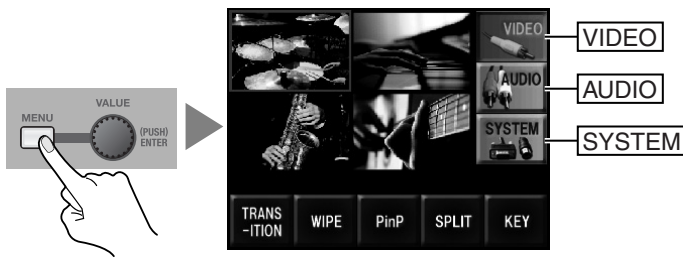 MENU
VALUE
(PUSH)
ENTER
VIDEO
AUDIO
SYSTEM
TRANS
-ITION
WIPE
PinP
SPLIT
KEY
VIDEO
AUDIO
SYSTEM